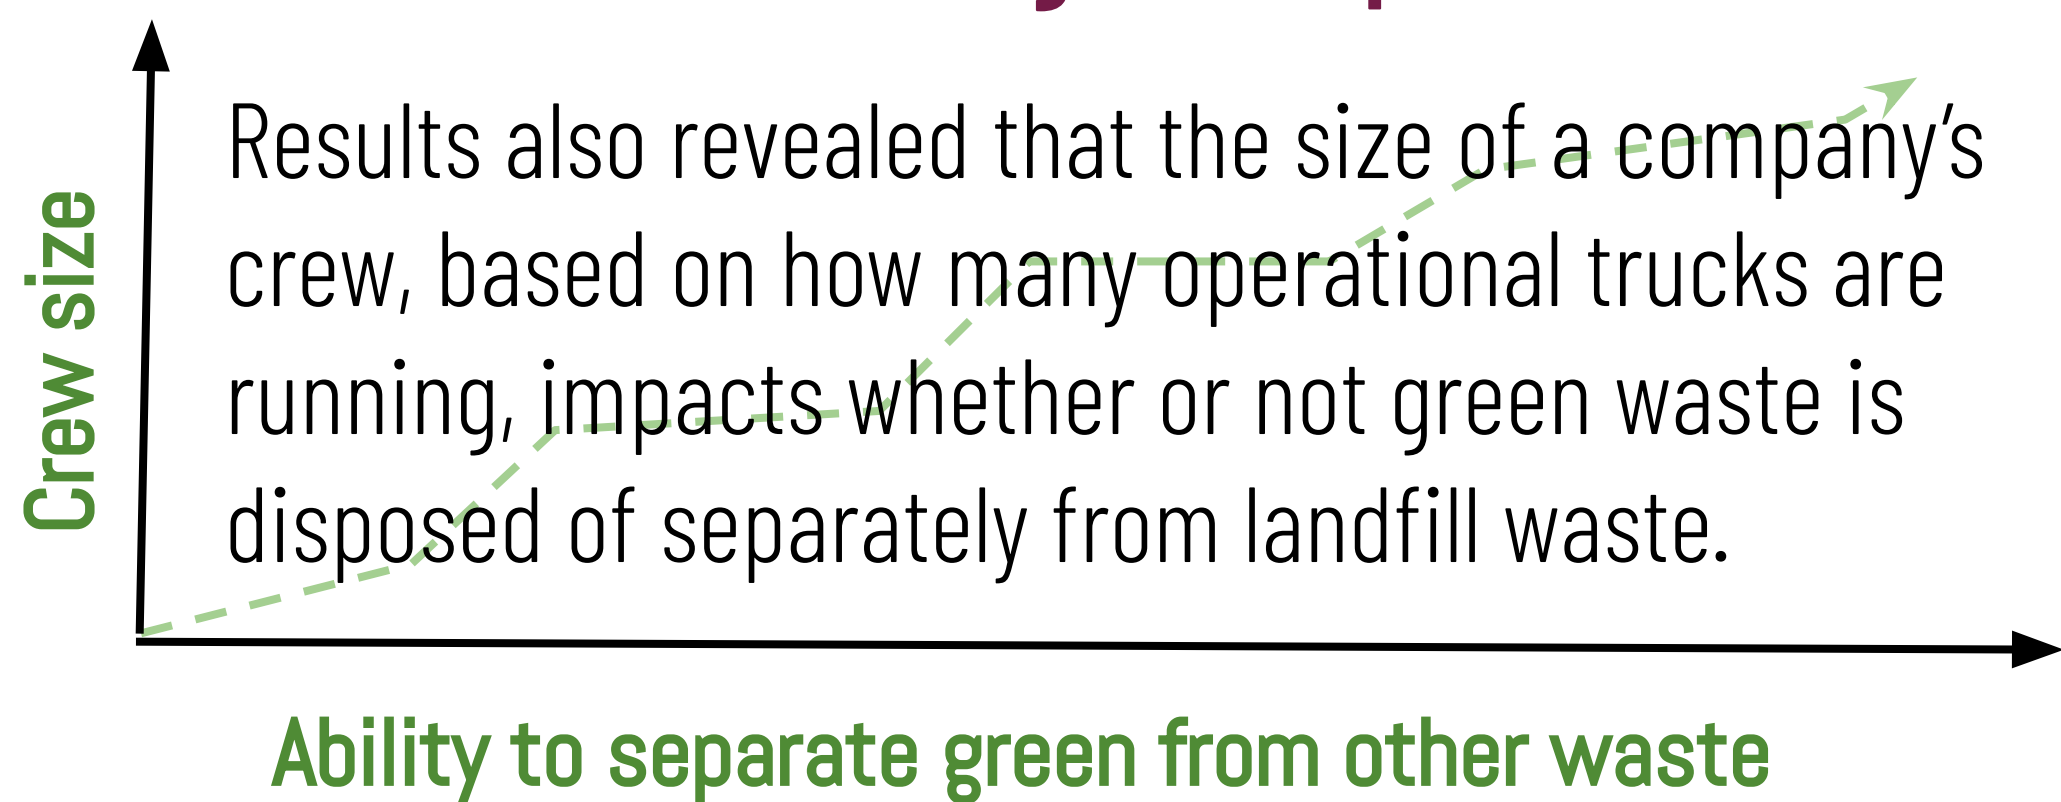 Results also revealed that the size of a company’s
crew, based on how many operational trucks are
running, impacts whether or not green waste is
disposed of separately from landfill waste.
Crew size
Ability to separate green from other waste